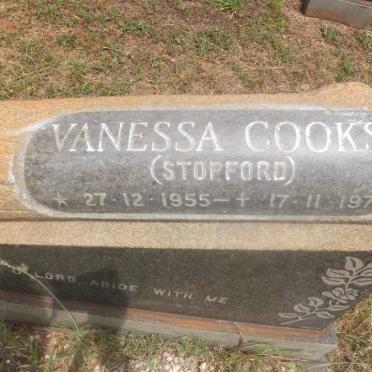 VANESSA COOKS
(STOPFORD)
* 27·12·1955 – + 17·11·197
LORD ABIDE WITH ME